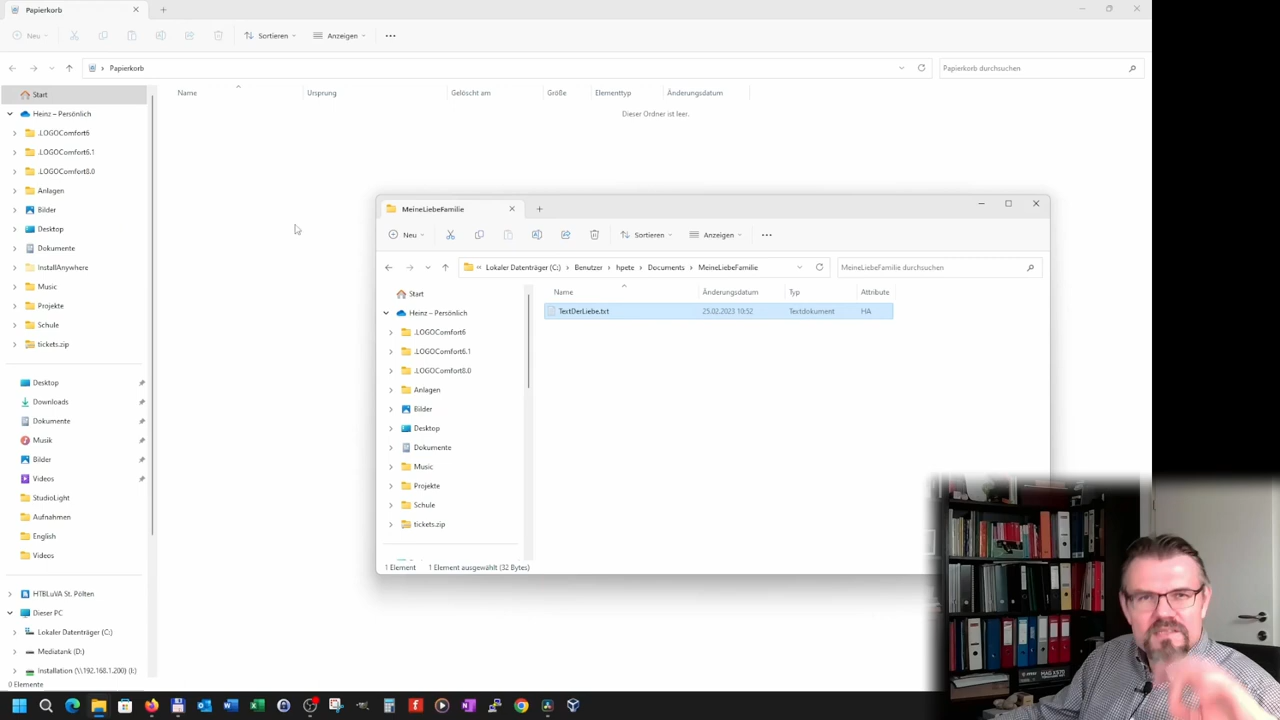 Papierkorb
Neu
Sortieren
Anzeigen
Papierkorb
Papierkorb durchsuchen
Name
Ursprung
Gelöscht am
Größe
Elementtyp
Änderungsdatum
Dieser Ordner ist leer.
Start
Heinz – Persönlich
.LOGOComfort6
.LOGOComfort6.1
.LOGOComfort8.0
Anlagen
Bilder
Desktop
Dokumente
InstallAnywhere
Music
Projekte
Schule
tickets.zip
Desktop
Downloads
Dokumente
Musik
Bilder
Videos
StudioLight
Aufnahmen
English
Videos
HTBLuVA St. Pölten
Dieser PC
Lokaler Datenträger (C:)
Mediatank (D:)
Installation (\\192.168.1.200) (I:)
0 Elemente
MeineLiebeFamilie
Neu
Sortieren
Anzeigen
Lokaler Datenträger (C:)
Benutzer
hpete
Documents
MeineLiebeFamilie
MeineLiebeFamilie durchsuchen
Name
Änderungsdatum
Typ
Attribute
TextDerLiebe.txt
25.02.2023 10:52
Textdokument
HA
Start
Heinz – Persönlich
.LOGOComfort6
.LOGOComfort6.1
.LOGOComfort8.0
Anlagen
Bilder
Desktop
Dokumente
Music
Projekte
Schule
tickets.zip
1 Element
1 Element ausgewählt (32 Bytes)